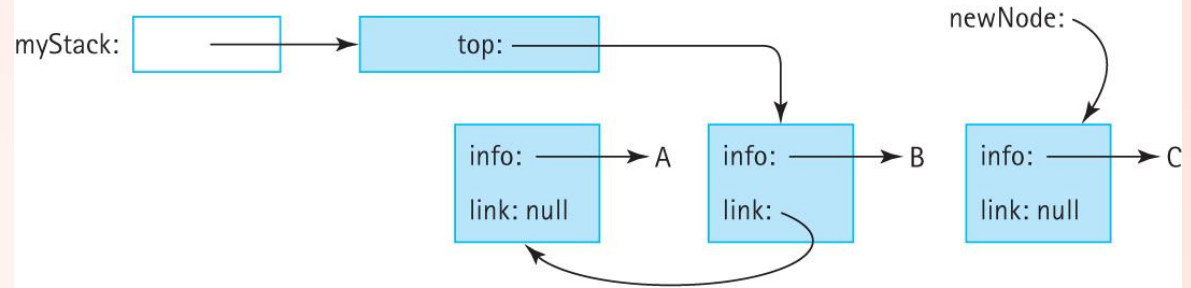 newNode:
myStack: top:
info: A info: B info: C
link: null link: link: null